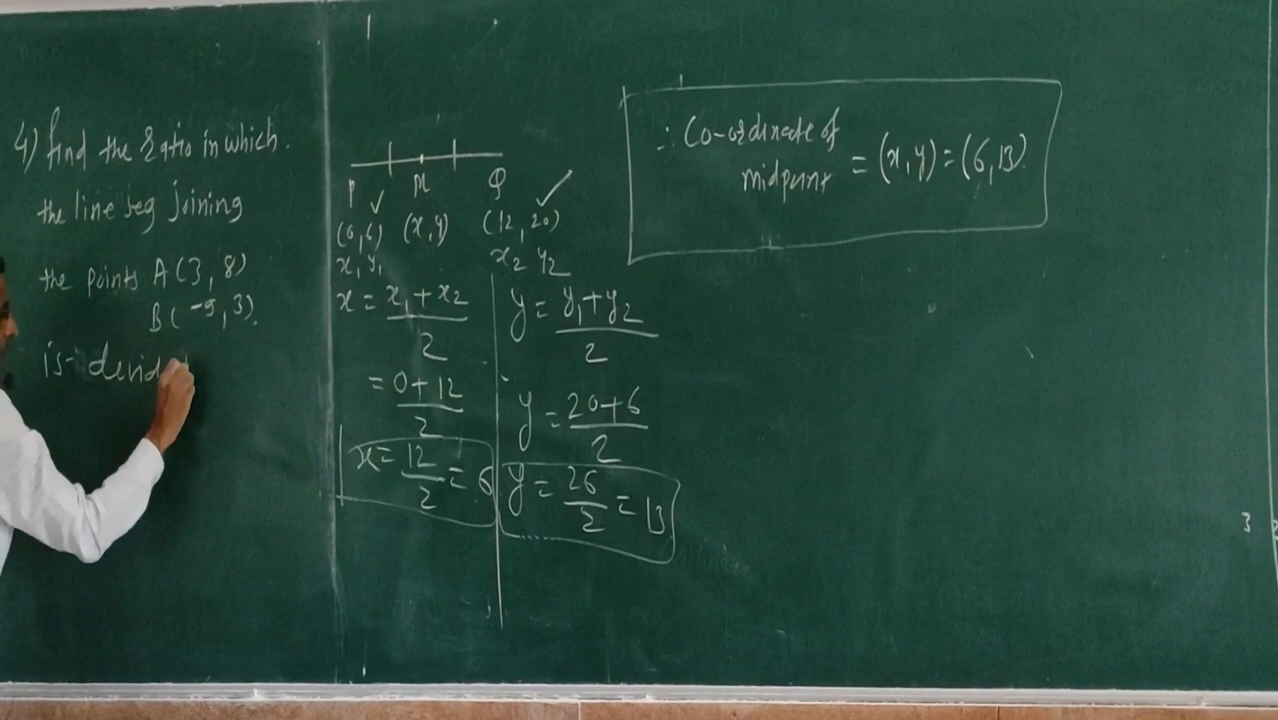 4) find the ratio in which.
the line seg joining
the points A(3, 8)
B(-9, 3).
is devide
P M Q
(0,6) (x,y) (12,20)
x₁ y₁ x₂ y₂
x = x₁ + x₂ / 2
= 0 + 12 / 2
x = 12 / 2 = 6
y = y₁ + y₂ / 2
y = 20 + 6 / 2
y = 26 / 2 = 13
∴ Co-ordinate of
midpoint = (x,y) = (6,13)
3